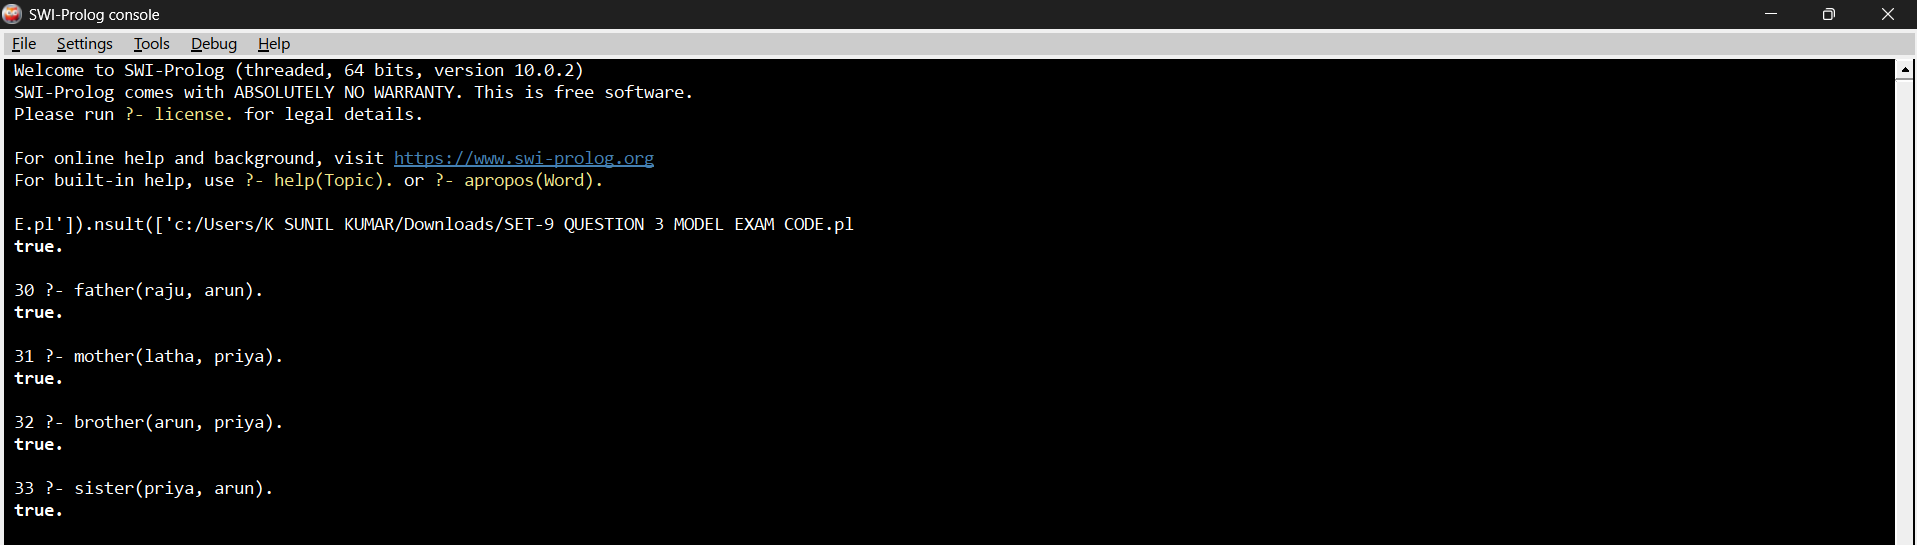 SWI-Prolog console
File Settings Tools Debug Help
Welcome to SWI-Prolog (threaded, 64 bits, version 10.0.2)
SWI-Prolog comes with ABSOLUTELY NO WARRANTY. This is free software.
Please run ?- license. for legal details.
For online help and background, visit https://www.swi-prolog.org
For built-in help, use ?- help(Topic). or ?- apropos(Word).
E.pl']).nsult(['c:/Users/K SUNIL KUMAR/Downloads/SET-9 QUESTION 3 MODEL EXAM CODE.pl
true.
30 ?- father(raju, arun).
true.
31 ?- mother(latha, priya).
true.
32 ?- brother(arun, priya).
true.
33 ?- sister(priya, arun).
true.